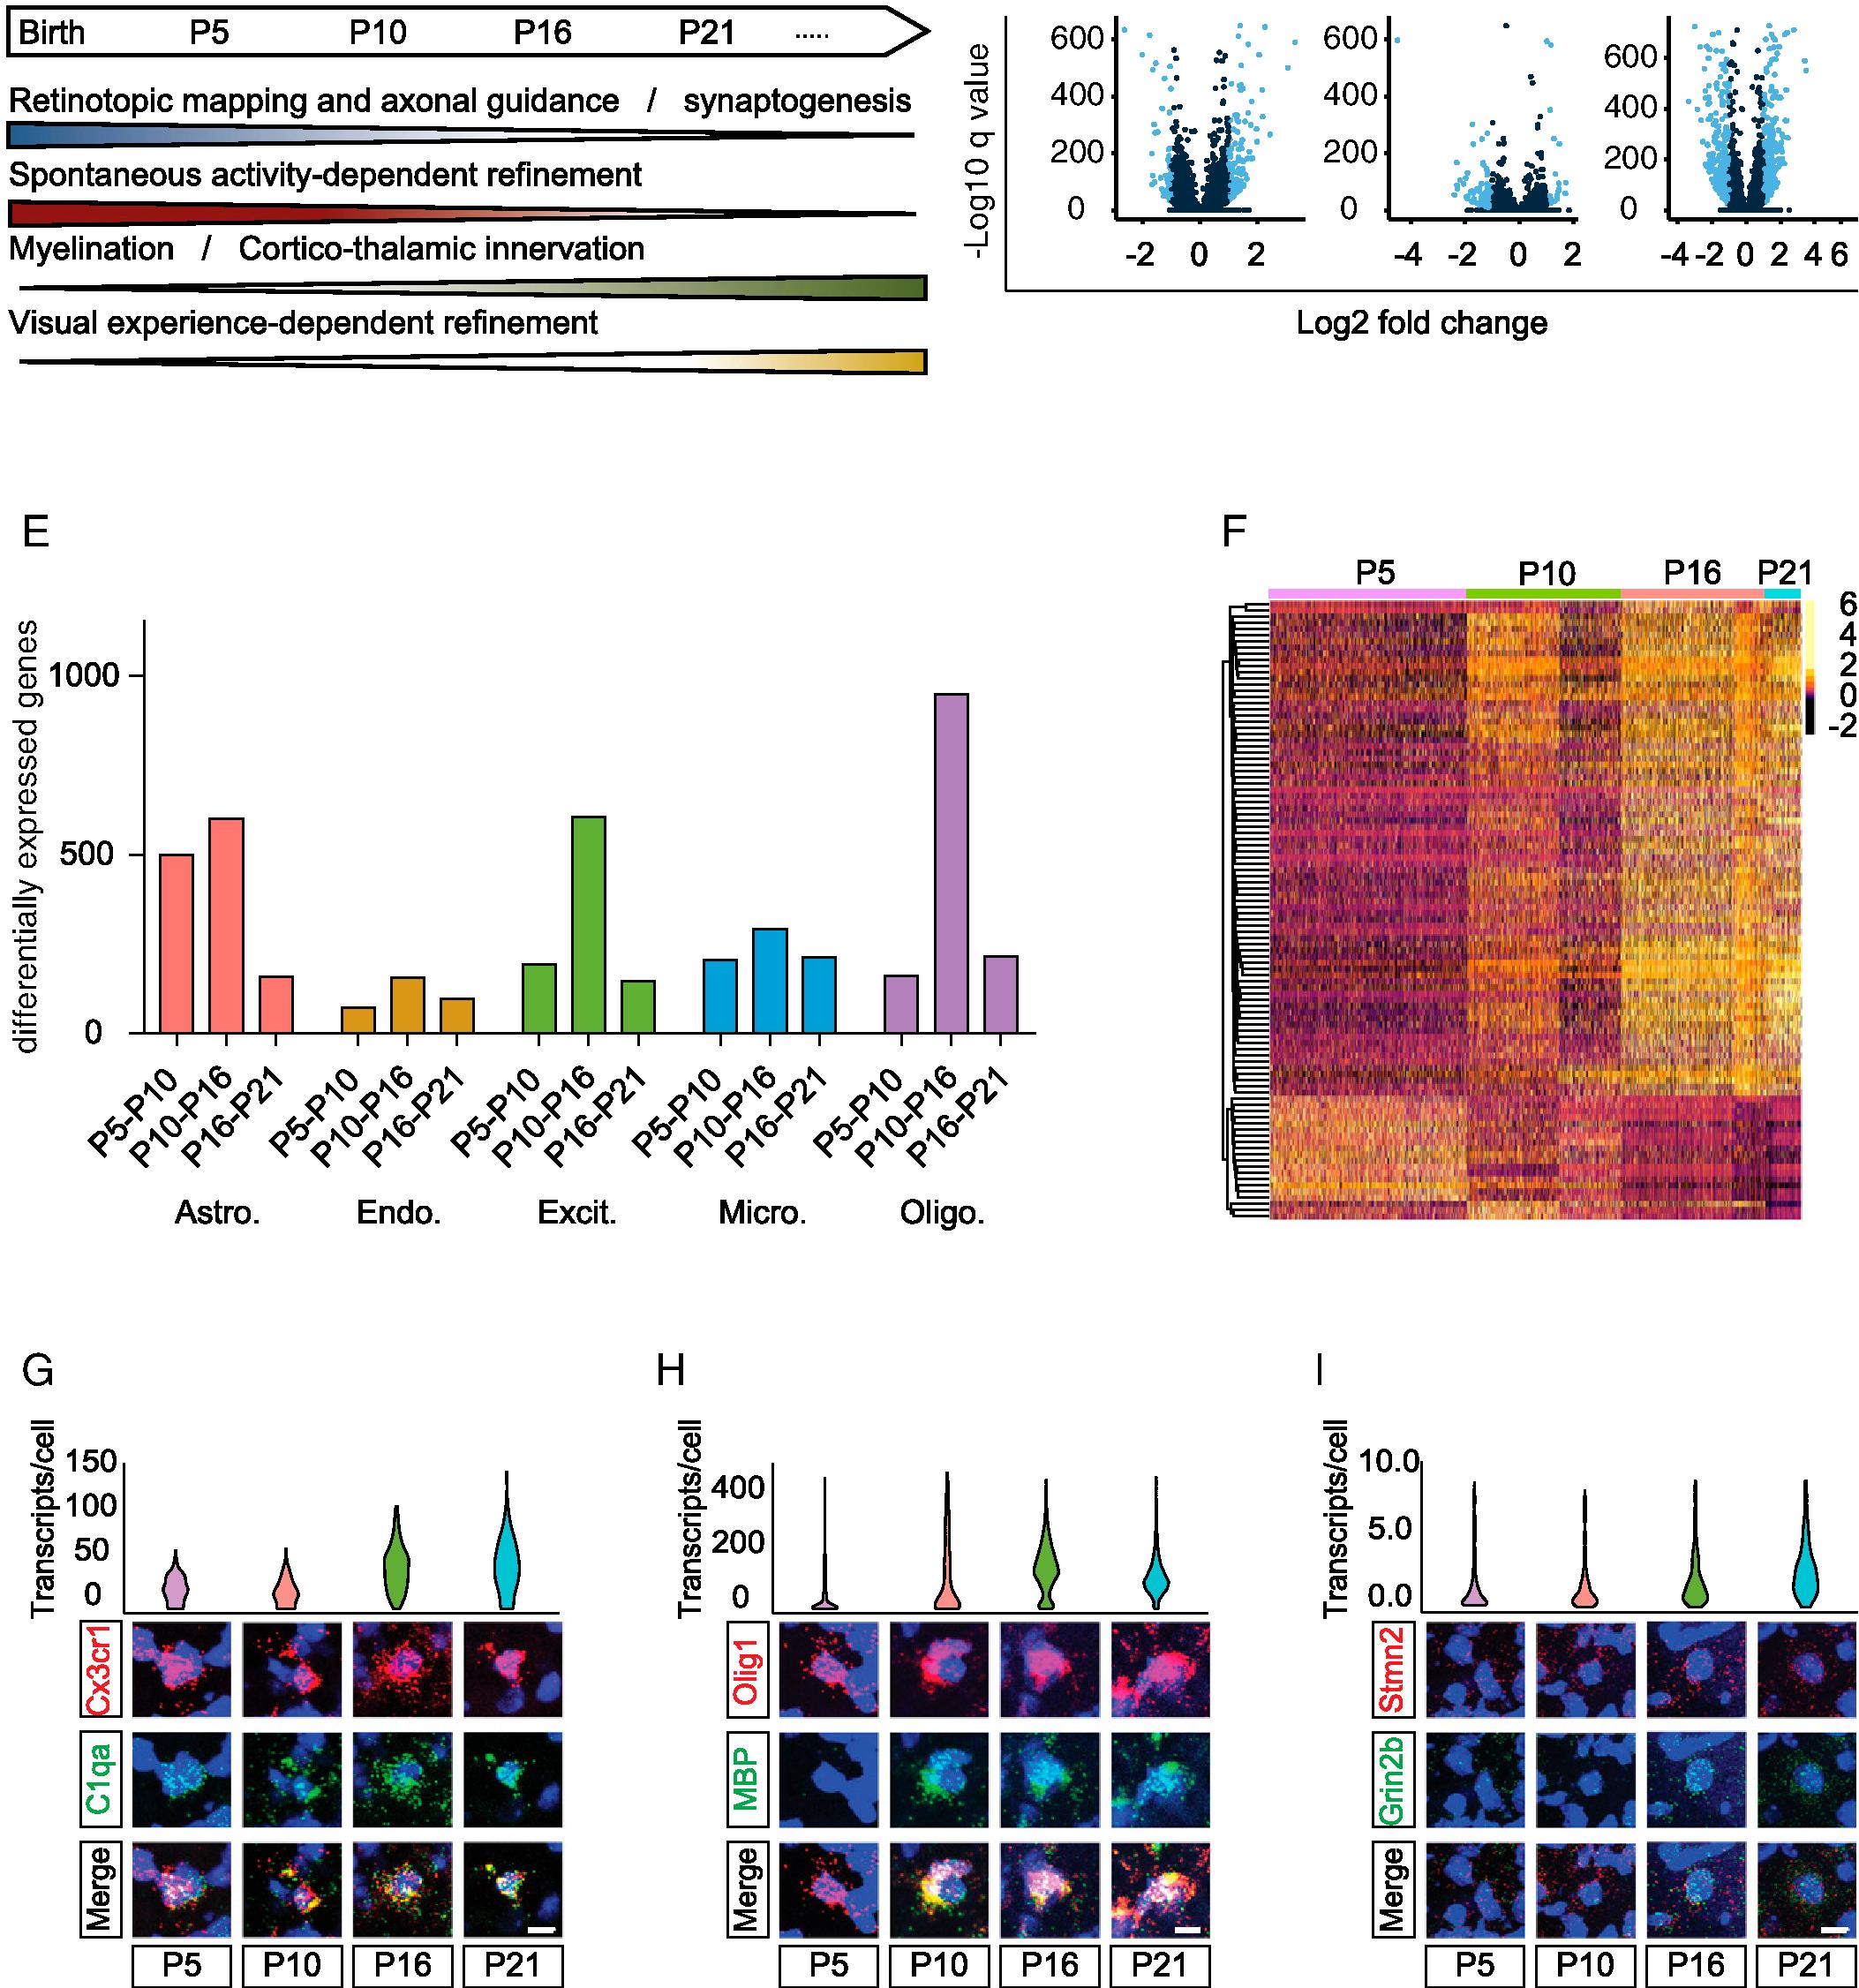 Birth P5 P10 P16 P21 .....
Retinotopic mapping and axonal guidance / synaptogenesis
Spontaneous activity-dependent refinement
Myelination / Cortico-thalamic innervation
Visual experience-dependent refinement
-Log10 q value
600
400
200
0
-2 0 2
600
400
200
0
-4 -2 0 2
600
400
200
0
-4 -2 0 2 4 6
Log2 fold change
E
differentially expressed genes
1000
500
0
P5-P10 P10-P16 P16-P21 P5-P10 P10-P16 P16-P21 P5-P10 P10-P16 P16-P21 P5-P10 P10-P16 P16-P21 P5-P10 P10-P16 P16-P21
Astro. Endo. Excit. Micro. Oligo.
F
P5 P10 P16 P21
6
4
2
0
-2
G
Transcripts/cell
150
100
50
0
Cx3cr1
C1qa
Merge
P5 P10 P16 P21
H
Transcripts/cell
400
200
0
Olig1
MBP
Merge
P5 P10 P16 P21
I
Transcripts/cell
10.0
5.0
0.0
Stmn2
Grin2b
Merge
P5 P10 P16 P21